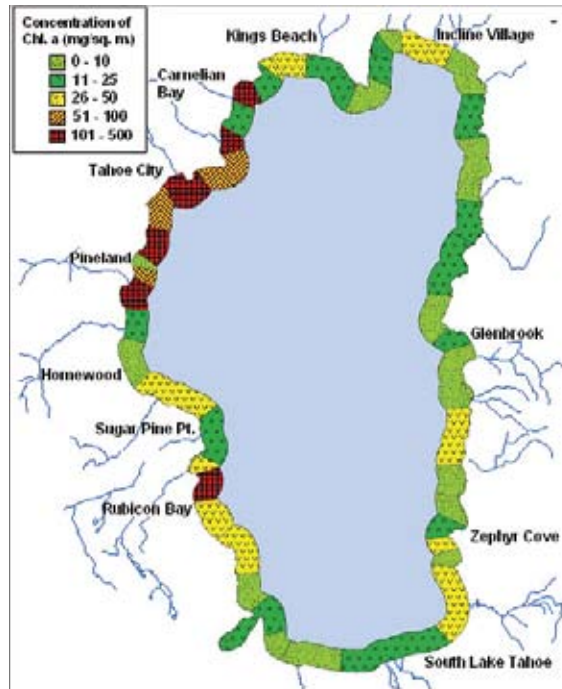 Concentration of
Chl. a (mg/sq. m.)
0 - 10
11 - 25
26 - 50
51 - 100
101 - 500
Kings Beach
Incline Village
Carnelian
Bay
Tahoe City
Pineland
Glenbrook
Homewood
Sugar Pine Pt.
Rubicon Bay
Zephyr Cove
South Lake Tahoe